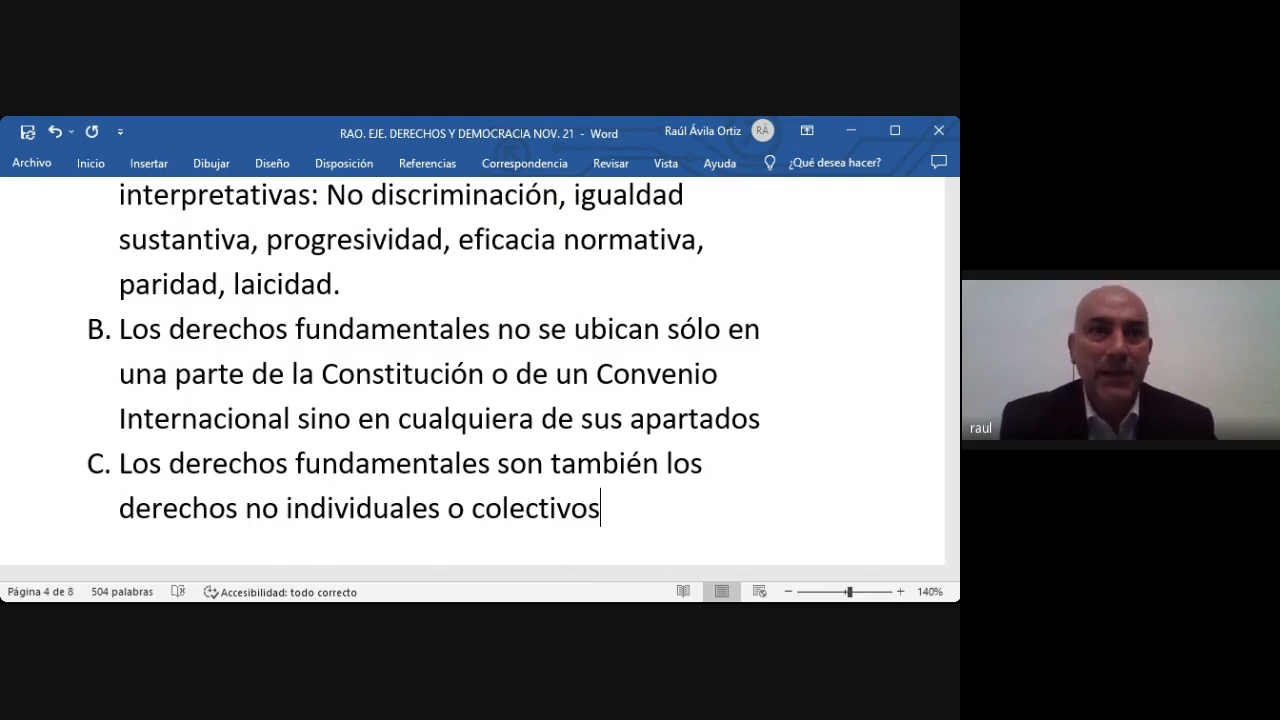 RAO. EJE. DERECHOS Y DEMOCRACIA NOV. 21 - Word
Raúl Ávila Ortiz
RÁ
Archivo Inicio Insertar Dibujar Diseño Disposición Referencias Correspondencia Revisar Vista Ayuda ¿Qué desea hacer?
interpretativas: No discriminación, igualdad
sustantiva, progresividad, eficacia normativa,
paridad, laicidad.
B. Los derechos fundamentales no se ubican sólo en
una parte de la Constitución o de un Convenio
Internacional sino en cualquiera de sus apartados
C. Los derechos fundamentales son también los
derechos no individuales o colectivos
raul
Página 4 de 8 504 palabras Accesibilidad: todo correcto 140%